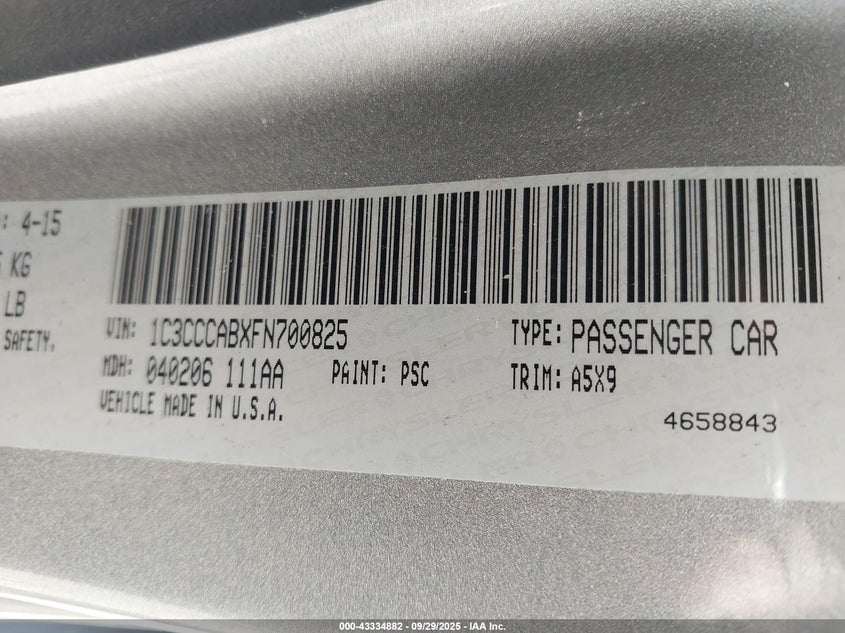 : 4-15
KG
LB
SAFETY.
VIN: 1C3CCCABXFN700825
TYPE: PASSENGER CAR
MDH: 040206 111AA
PAINT: PSC
TRIM: A5X9
VEHICLE MADE IN U.S.A.
4658843
CHRYSLER
000-43334882 - 09/29/2025 - IAA Inc.